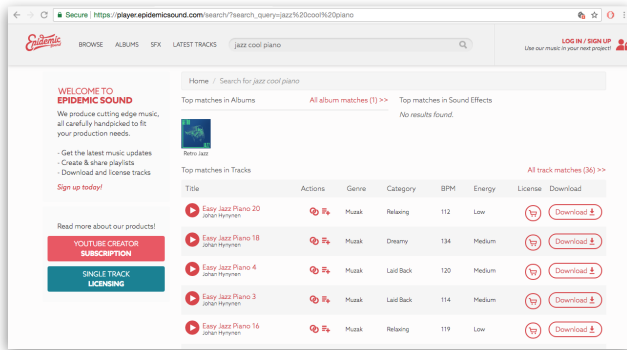 Secure | https://player.epidemicsound.com/search/?search_query=jazz%20cool%20piano
Epidemic
BROWSE ALBUMS SFX LATEST TRACKS jazz cool piano
LOG IN / SIGN UP
Use our music in your next project!
WELCOME TO
EPIDEMIC SOUND
We produce cutting edge music,
all carefully handpicked to fit
your production needs.
- Get the latest music updates
- Create & share playlists
- Download and license tracks
Sign up today!
Read more about our products!
YOUTUBE CREATOR
SUBSCRIPTION
SINGLE TRACK
LICENSING
Home / Search for jazz cool piano
Top matches in Albums All album matches (1) >>
Retro Jazz
Top matches in Sound Effects
No results found.
Top matches in Tracks All track matches (36) >>
Title Actions Genre Category BPM Energy License Download
Easy Jazz Piano 20
Johan Hynynen
Muzak Relaxing 112 Low Download
Easy Jazz Piano 18
Johan Hynynen
Muzak Dreamy 134 Medium Download
Easy Jazz Piano 4
Johan Hynynen
Muzak Laid Back 120 Medium Download
Easy Jazz Piano 3
Johan Hynynen
Muzak Laid Back 114 Medium Download
Easy Jazz Piano 16
Johan Hynynen
Muzak Relaxing 119 Low Download